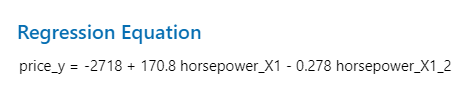 Regression Equation
price_y = -2718 + 170.8 horsepower_X1 - 0.278 horsepower_X1_2